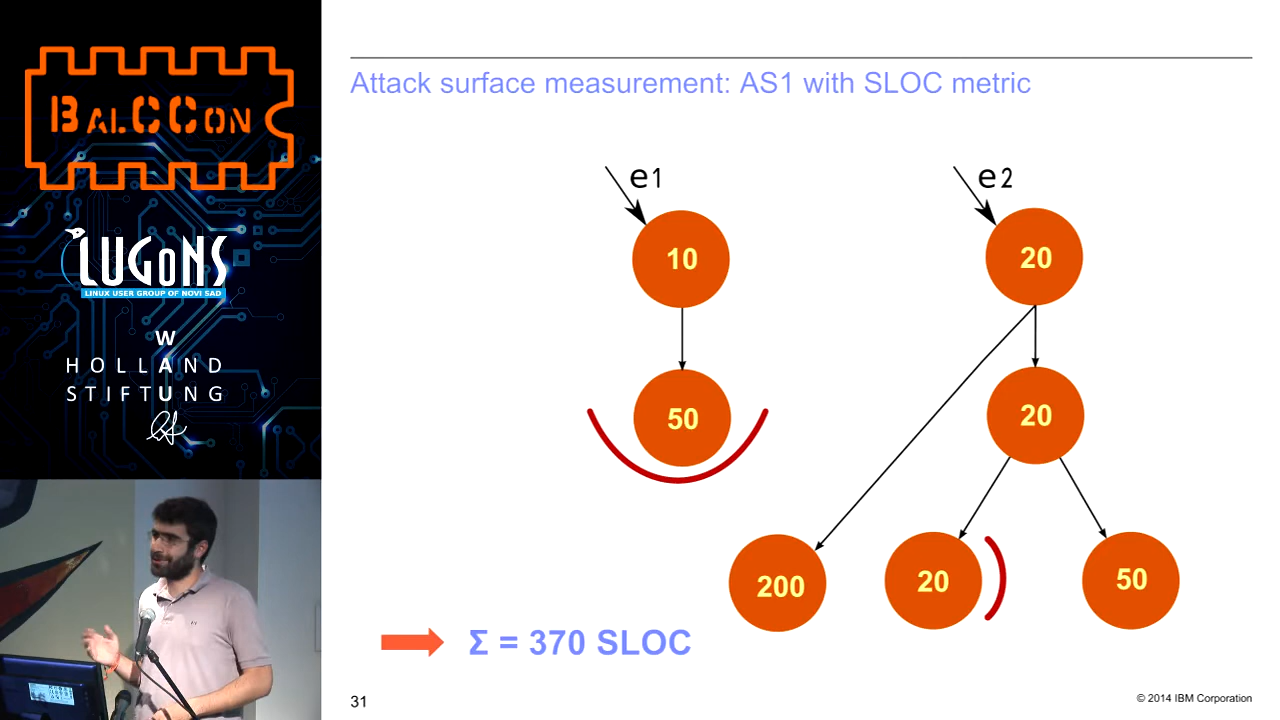 BALCCON
LUGONS
LINUX USER GROUP OF NOVI SAD
W
HOLLAND
STIFTUNG
Attack surface measurement: AS1 with SLOC metric
e1
e2
10
20
50
20
200
20
50
Σ = 370 SLOC
31
© 2014 IBM Corporation